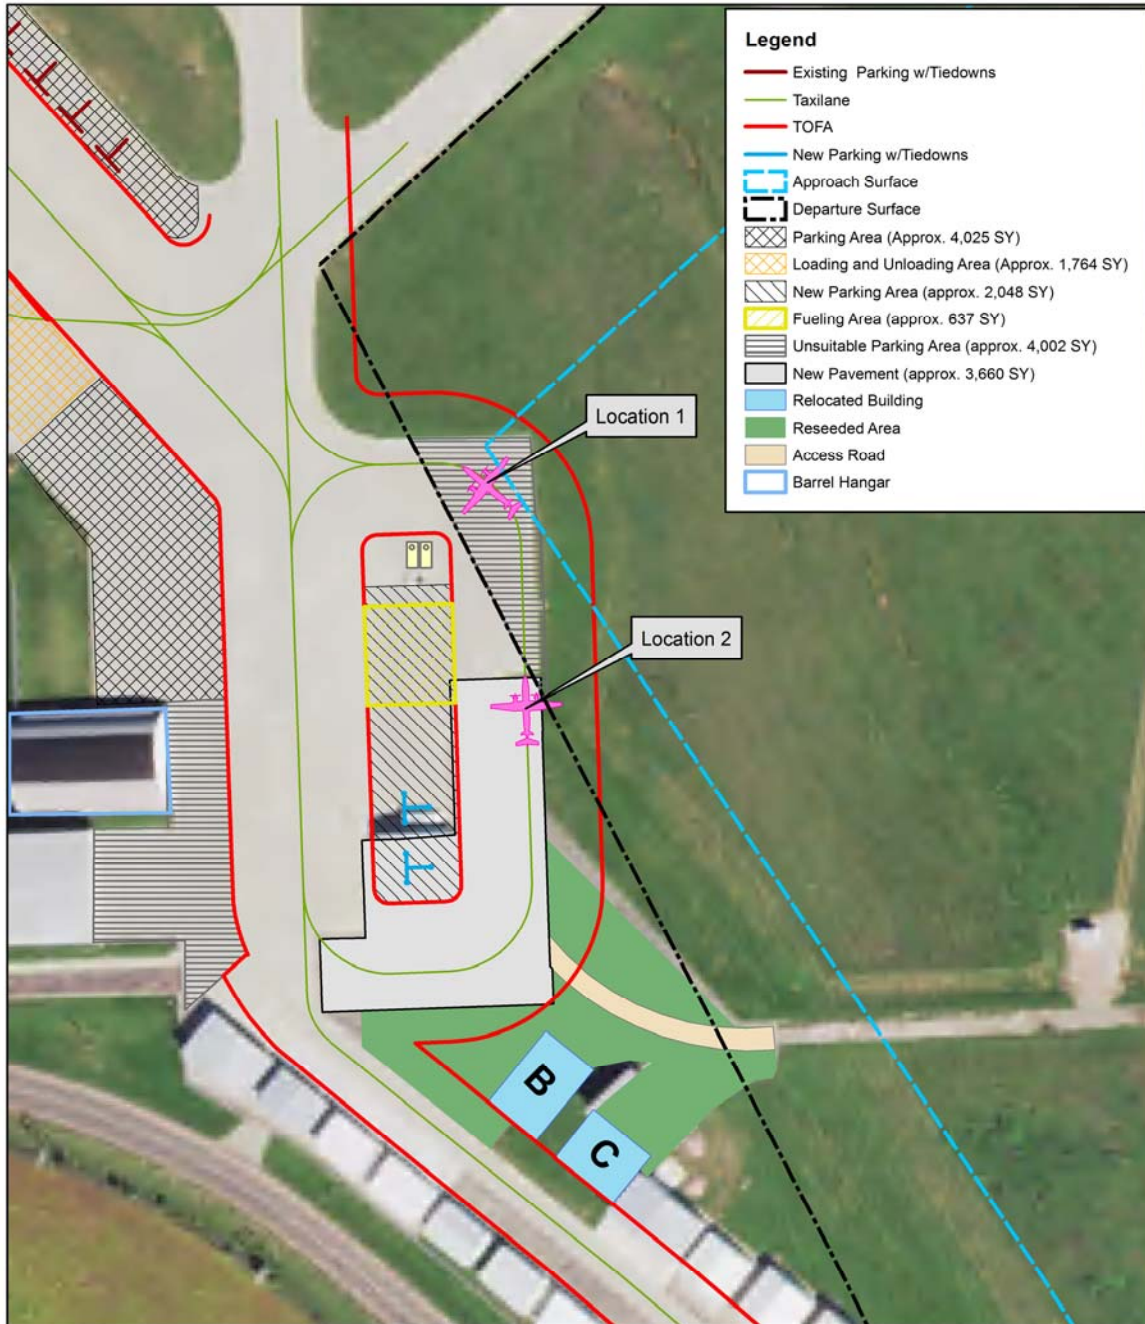 Legend
Existing  Parking w/Tiedowns
Taxilane
TOFA
New Parking w/Tiedowns
Approach Surface
Departure Surface
Parking Area (Approx. 4,025 SY)
Loading and Unloading Area (Approx. 1,764 SY)
New Parking Area (approx. 2,048 SY)
Fueling Area (approx. 637 SY)
Unsuitable Parking Area (approx. 4,002 SY)
New Pavement (approx. 3,660 SY)
Relocated Building
Reseeded Area
Access Road
Barrel Hangar
Location 1
Location 2
B
C